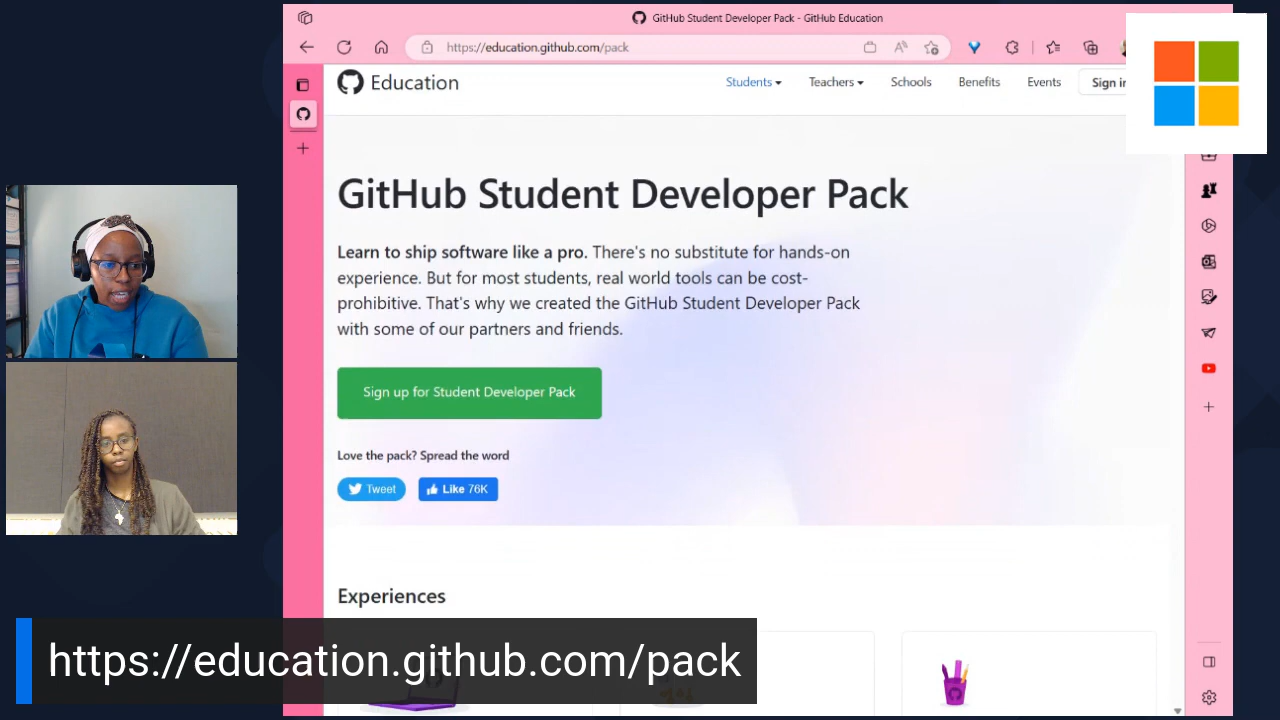 GitHub Student Developer Pack - GitHub Education
https://education.github.com/pack
Education
Students
Teachers
Schools
Benefits
Events
Sign in
GitHub Student Developer Pack
Learn to ship software like a pro. There's no substitute for hands-on
experience. But for most students, real world tools can be cost-
prohibitive. That's why we created the GitHub Student Developer Pack
with some of our partners and friends.
Sign up for Student Developer Pack
Love the pack? Spread the word
Tweet
Like 76K
Experiences
https://education.github.com/pack